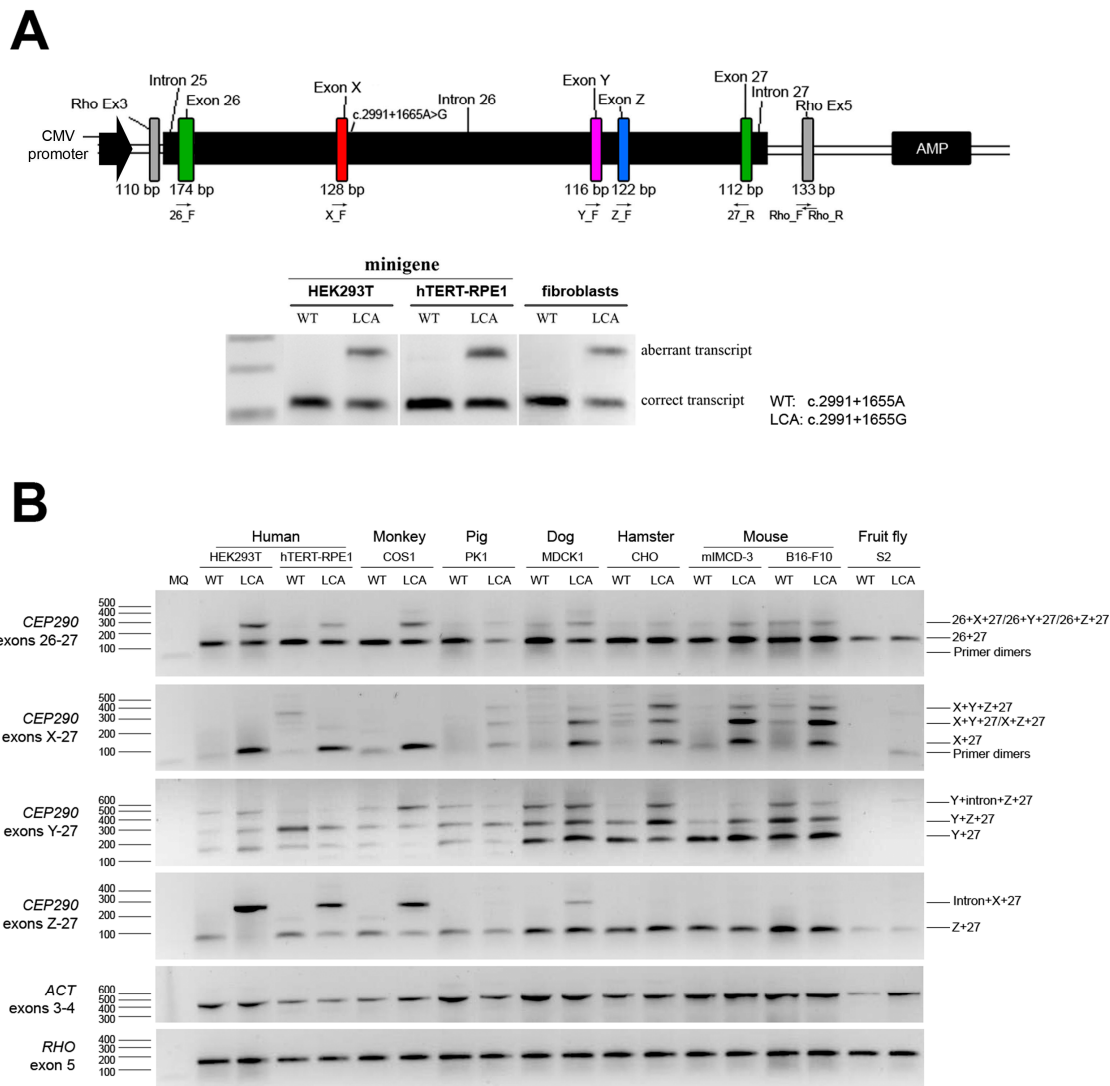 A
Intron 25
Rho Ex3
Exon 26
Exon X
c.2991+1665A>G
Intron 26
Exon Y
Exon Z
Exon 27
Intron 27
Rho Ex5
CMV
promoter
AMP
110 bp
174 bp
128 bp
116 bp
122 bp
112 bp
133 bp
26_F
X_F
Y_F
Z_F
27_R
Rho_F
Rho_R
minigene
HEK293T hTERT-RPE1 fibroblasts
WT LCA WT LCA WT LCA
aberrant transcript
correct transcript
WT: c.2991+1655A
LCA: c.2991+1655G
B
Human Monkey Pig Dog Hamster Mouse Fruit fly
HEK293T hTERT-RPE1 COS1 PK1 MDCK1 CHO mIMCD-3 B16-F10 S2
MQ WT LCA WT LCA WT LCA WT LCA WT LCA WT LCA WT LCA WT LCA WT LCA
CEP290
exons 26-27
500
400
300
200
100
26+X+27/26+Y+27/26+Z+27
26+27
Primer dimers
CEP290
exons X-27
500
400
300
200
100
X+Y+Z+27
X+Y+27/X+Z+27
X+27
Primer dimers
CEP290
exons Y-27
600
500
400
300
200
100
Y+intron+Z+27
Y+Z+27
Y+27
CEP290
exons Z-27
400
300
200
100
Intron+X+27
Z+27
ACT
exons 3-4
600
500
400
300
RHO
exon 5
400
300
200
100